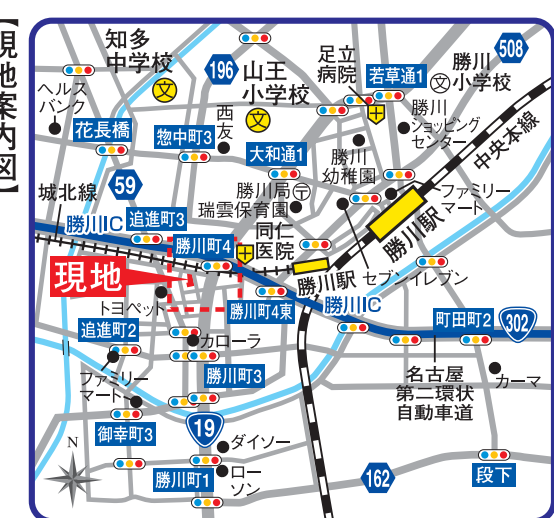 【現地案内図】
知多
中学校
196
山王
小学校
足立
病院
若草通1
勝川
小学校
508
文
文
文
ヘルス
バンク
花長橋
惣中町3
西
友
大和通1
勝川
ショッピング
センター
中央本線
勝川
幼稚園
城北線
59
勝川局
瑞雲保育園
ファミリー
マート
勝川IC
追進町3
勝川町4
同仁
医院
勝川駅
現地
勝川駅
セブンイレブン
トヨペット
勝川町4東
勝川IC
町田町2
302
追進町2
カローラ
ファミリー
マート
勝川町3
名古屋
第二環状
自動車道
カーマ
御幸町3
19
ダイソー
N
勝川町1
ロー
ソン
162
段下